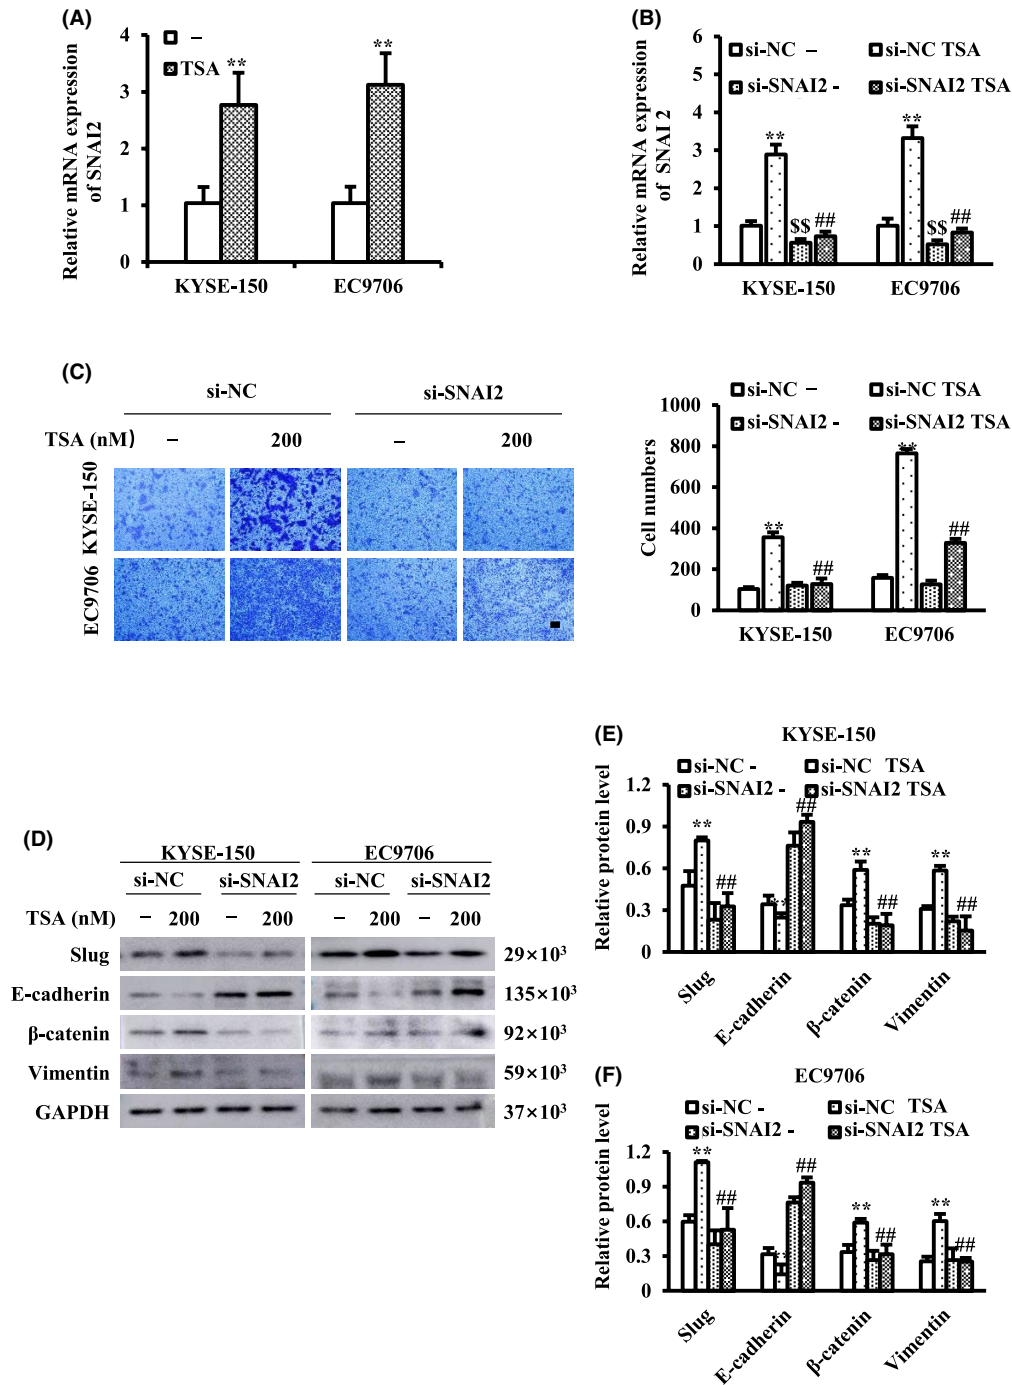 (A)
Relative mRNA expression
of SNAI2
4
3
2
1
0
–
TSA
**
**
KYSE-150
EC9706
(B)
Relative mRNA expression
of SNAI 2
6
5
4
3
2
1
0
si-NC –
si-NC TSA
si-SNAI2 -
si-SNAI2 TSA
**
$$
##
**
$$
##
KYSE-150
EC9706
(C)
si-NC
si-SNAI2
TSA (nM)
–
200
–
200
KYSE-150
EC9706
Cell numbers
1000
800
600
400
200
0
si-NC –
si-NC TSA
si-SNAI2 -
si-SNAI2 TSA
**
##
**
##
KYSE-150
EC9706
(D)
KYSE-150
EC9706
si-NC
si-SNAI2
si-NC
si-SNAI2
TSA (nM)
–
200
–
200
–
200
–
200
Slug
29×10³
E-cadherin
135×10³
β-catenin
92×10³
Vimentin
59×10³
GAPDH
37×10³
(E)
KYSE-150
si-NC -
si-NC TSA
si-SNAI2 -
si-SNAI2 TSA
Relative protein level
1.2
0.9
0.6
0.3
0
**
##
**
##
**
##
**
##
Slug
E-cadherin
β-catenin
Vimentin
(F)
EC9706
si-NC -
si-NC TSA
si-SNAI2 -
si-SNAI2 TSA
Relative protein level
1.2
0.9
0.6
0.3
0
**
##
**
##
**
##
**
##
Slug
E-cadherin
β-catenin
Vimentin